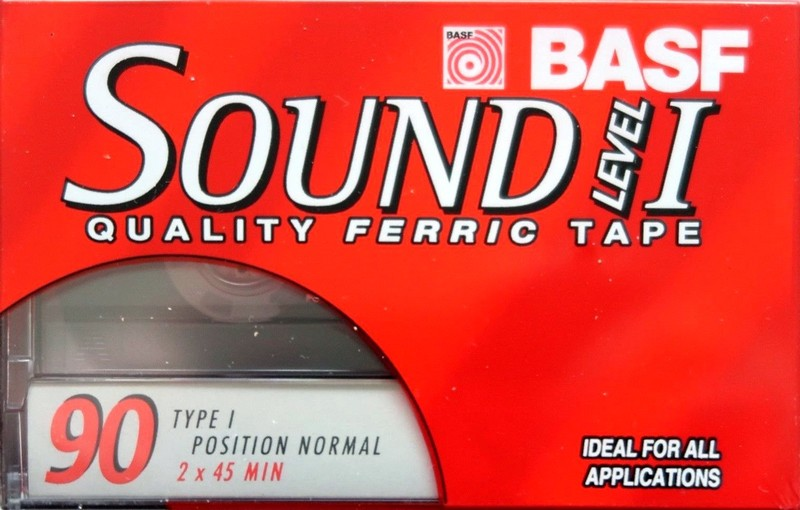 BASF
BASF
SOUND LEVEL I
QUALITY FERRIC TAPE
90
TYPE I
POSITION NORMAL
2 x 45 MIN
IDEAL FOR ALL
APPLICATIONS